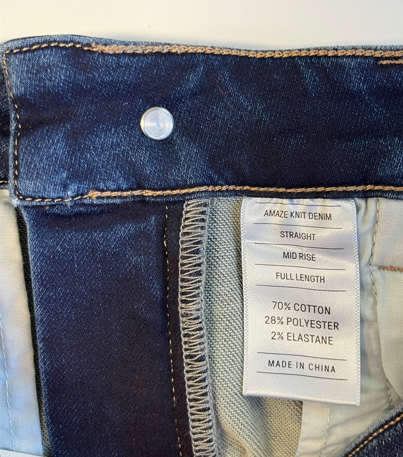 AMAZE KNIT DENIM
STRAIGHT
MID RISE
FULL LENGTH
70% COTTON
28% POLYESTER
2% ELASTANE
MADE IN CHINA